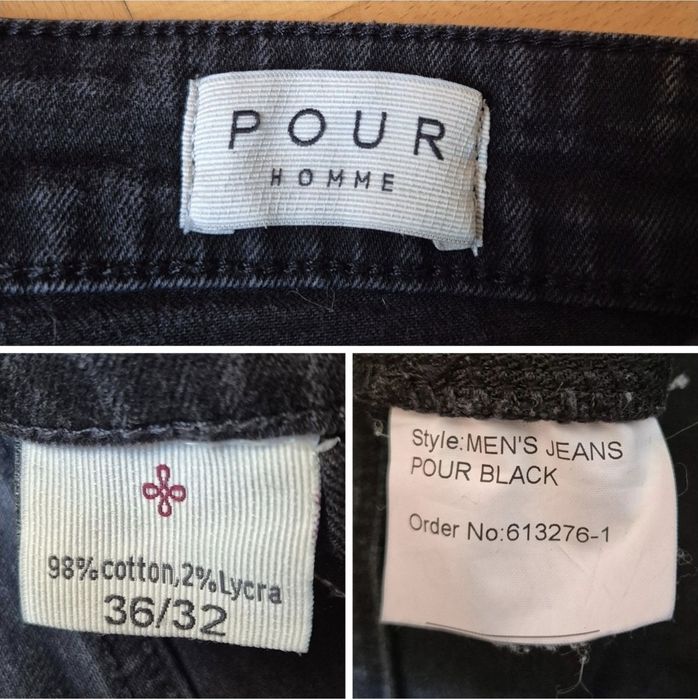 POUR
HOMME
98%cotton,2%Lycra
36/32
Style:MEN'S JEANS
POUR BLACK
Order No:613276-1